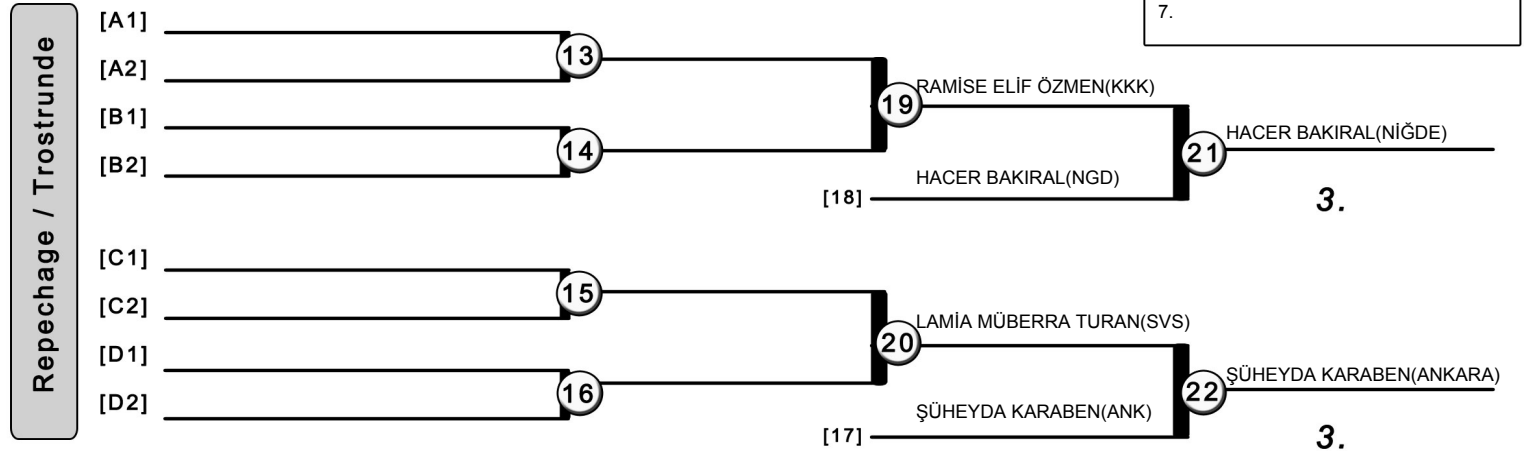 7.
Repechage / Trostrunde
[A1]
[A2]
13
[B1]
[B2]
14
19
RAMİSE ELİF ÖZMEN(KKK)
[18]
HACER BAKIRAL(NGD)
21
HACER BAKIRAL(NİĞDE)
3.
[C1]
[C2]
15
[D1]
[D2]
16
20
LAMİA MÜBERRA TURAN(SVS)
[17]
ŞÜHEYDA KARABEN(ANK)
22
ŞÜHEYDA KARABEN(ANKARA)
3.